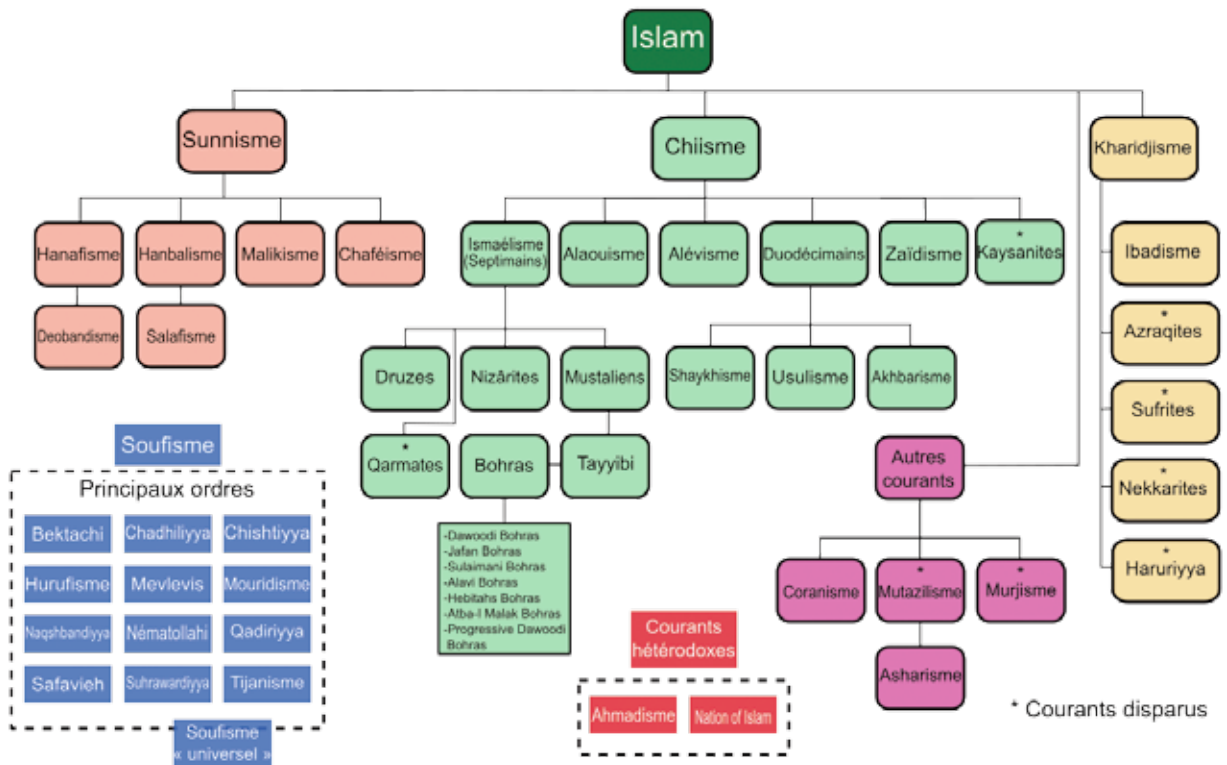 Islam
Sunnisme
Chiisme
Kharidjisme
Hanafisme
Hanbalisme
Malikisme
Chaféisme
Ismaélisme
(Septimains)
Alaouisme
Alévisme
Duodécimains
Zaïdisme
*
Kaysanites
Ibadisme
Deobandisme
Salafisme
Druzes
Nizârites
Mustaliens
Shaykhisme
Usulisme
Akhbarisme
*
Azraqites
*
Sufrites
*
Qarmates
Bohras
Tayyibi
Autres
courants
*
Nekkarites
-Dawoodi Bohras
-Jafan Bohras
-Sulaimani Bohras
-Alavi Bohras
-Hebitahs Bohras
-Atba-I Malak Bohras
-Progressive Dawoodi
Bohras
Coranisme
*
Mutazilisme
*
Murjisme
*
Haruriyya
Asharisme
Soufisme
Principaux ordres
Bektachi
Chadhiliyya
Chishtiyya
Hurufisme
Mevlevis
Mouridisme
Naqshbandiyya
Nématollahi
Qadiriyya
Safavieh
Suhrawardiyya
Tijanisme
Soufisme
« universel »
Courants
hétérodoxes
Ahmadisme
Nation of Islam
* Courants disparus